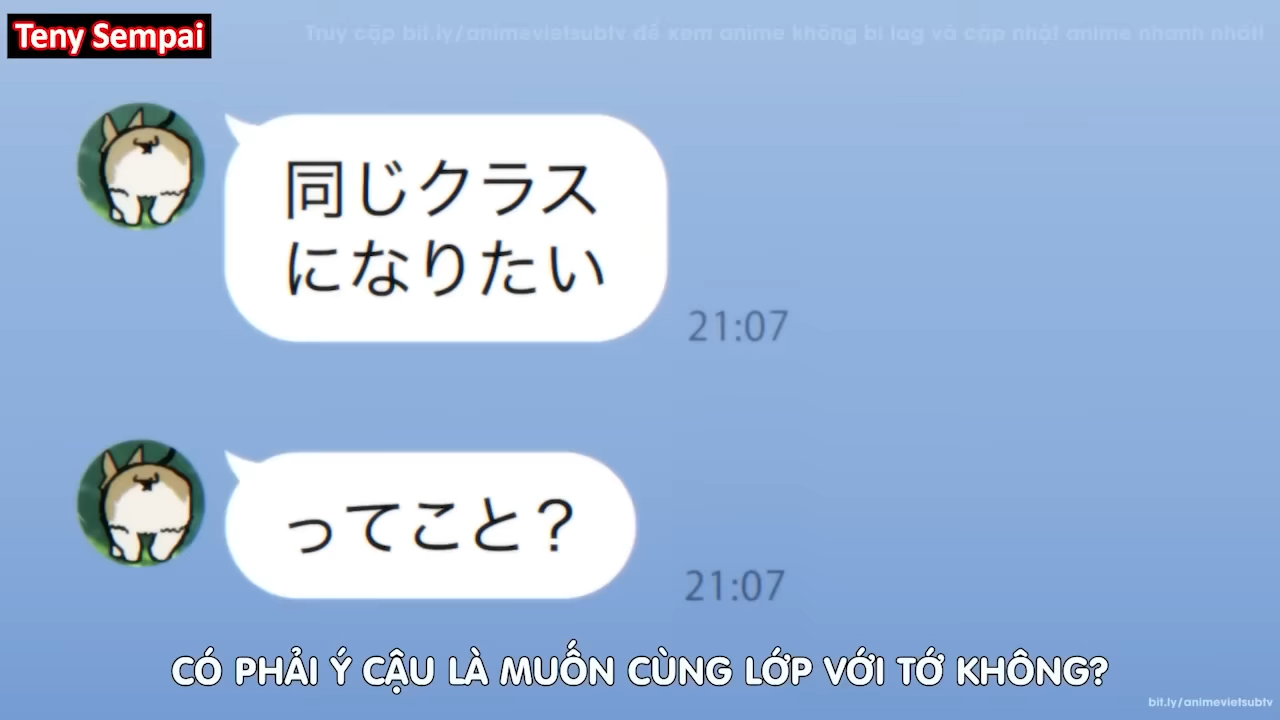 Teny Sempai
Truy cập bit.ly/animevietsubtv để xem anime không bị lag và cập nhật anime nhanh nhất!
同じクラス
になりたい
21:07
ってこと？
21:07
CÓ PHẢI Ý CẬU LÀ MUỐN CÙNG LỚP VỚI TỚ KHÔNG?
bit.ly/animevietsubtv